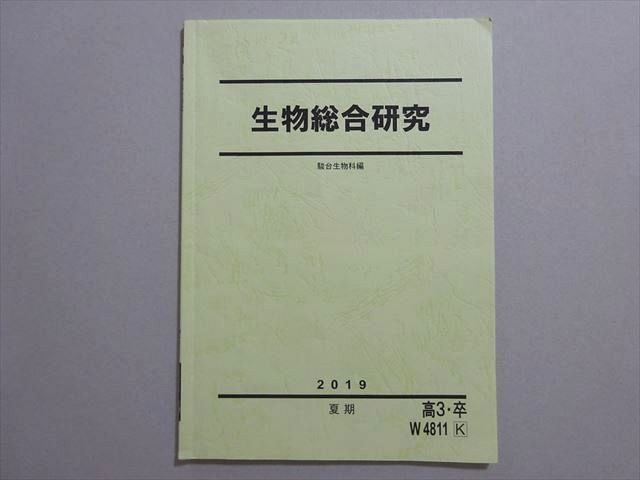 生物総合研究
駿台生物科編
2019
夏期
高3・卒
W4811 K